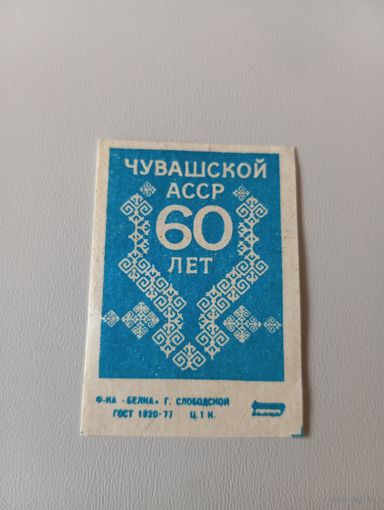 ЧУВАШСКОЙ
АССР
60
ЛЕТ
Ф-КА «БЕЛКА» Г. СЛОБОДСКОЙ
ГОСТ 1820-77 Ц. 1 К.